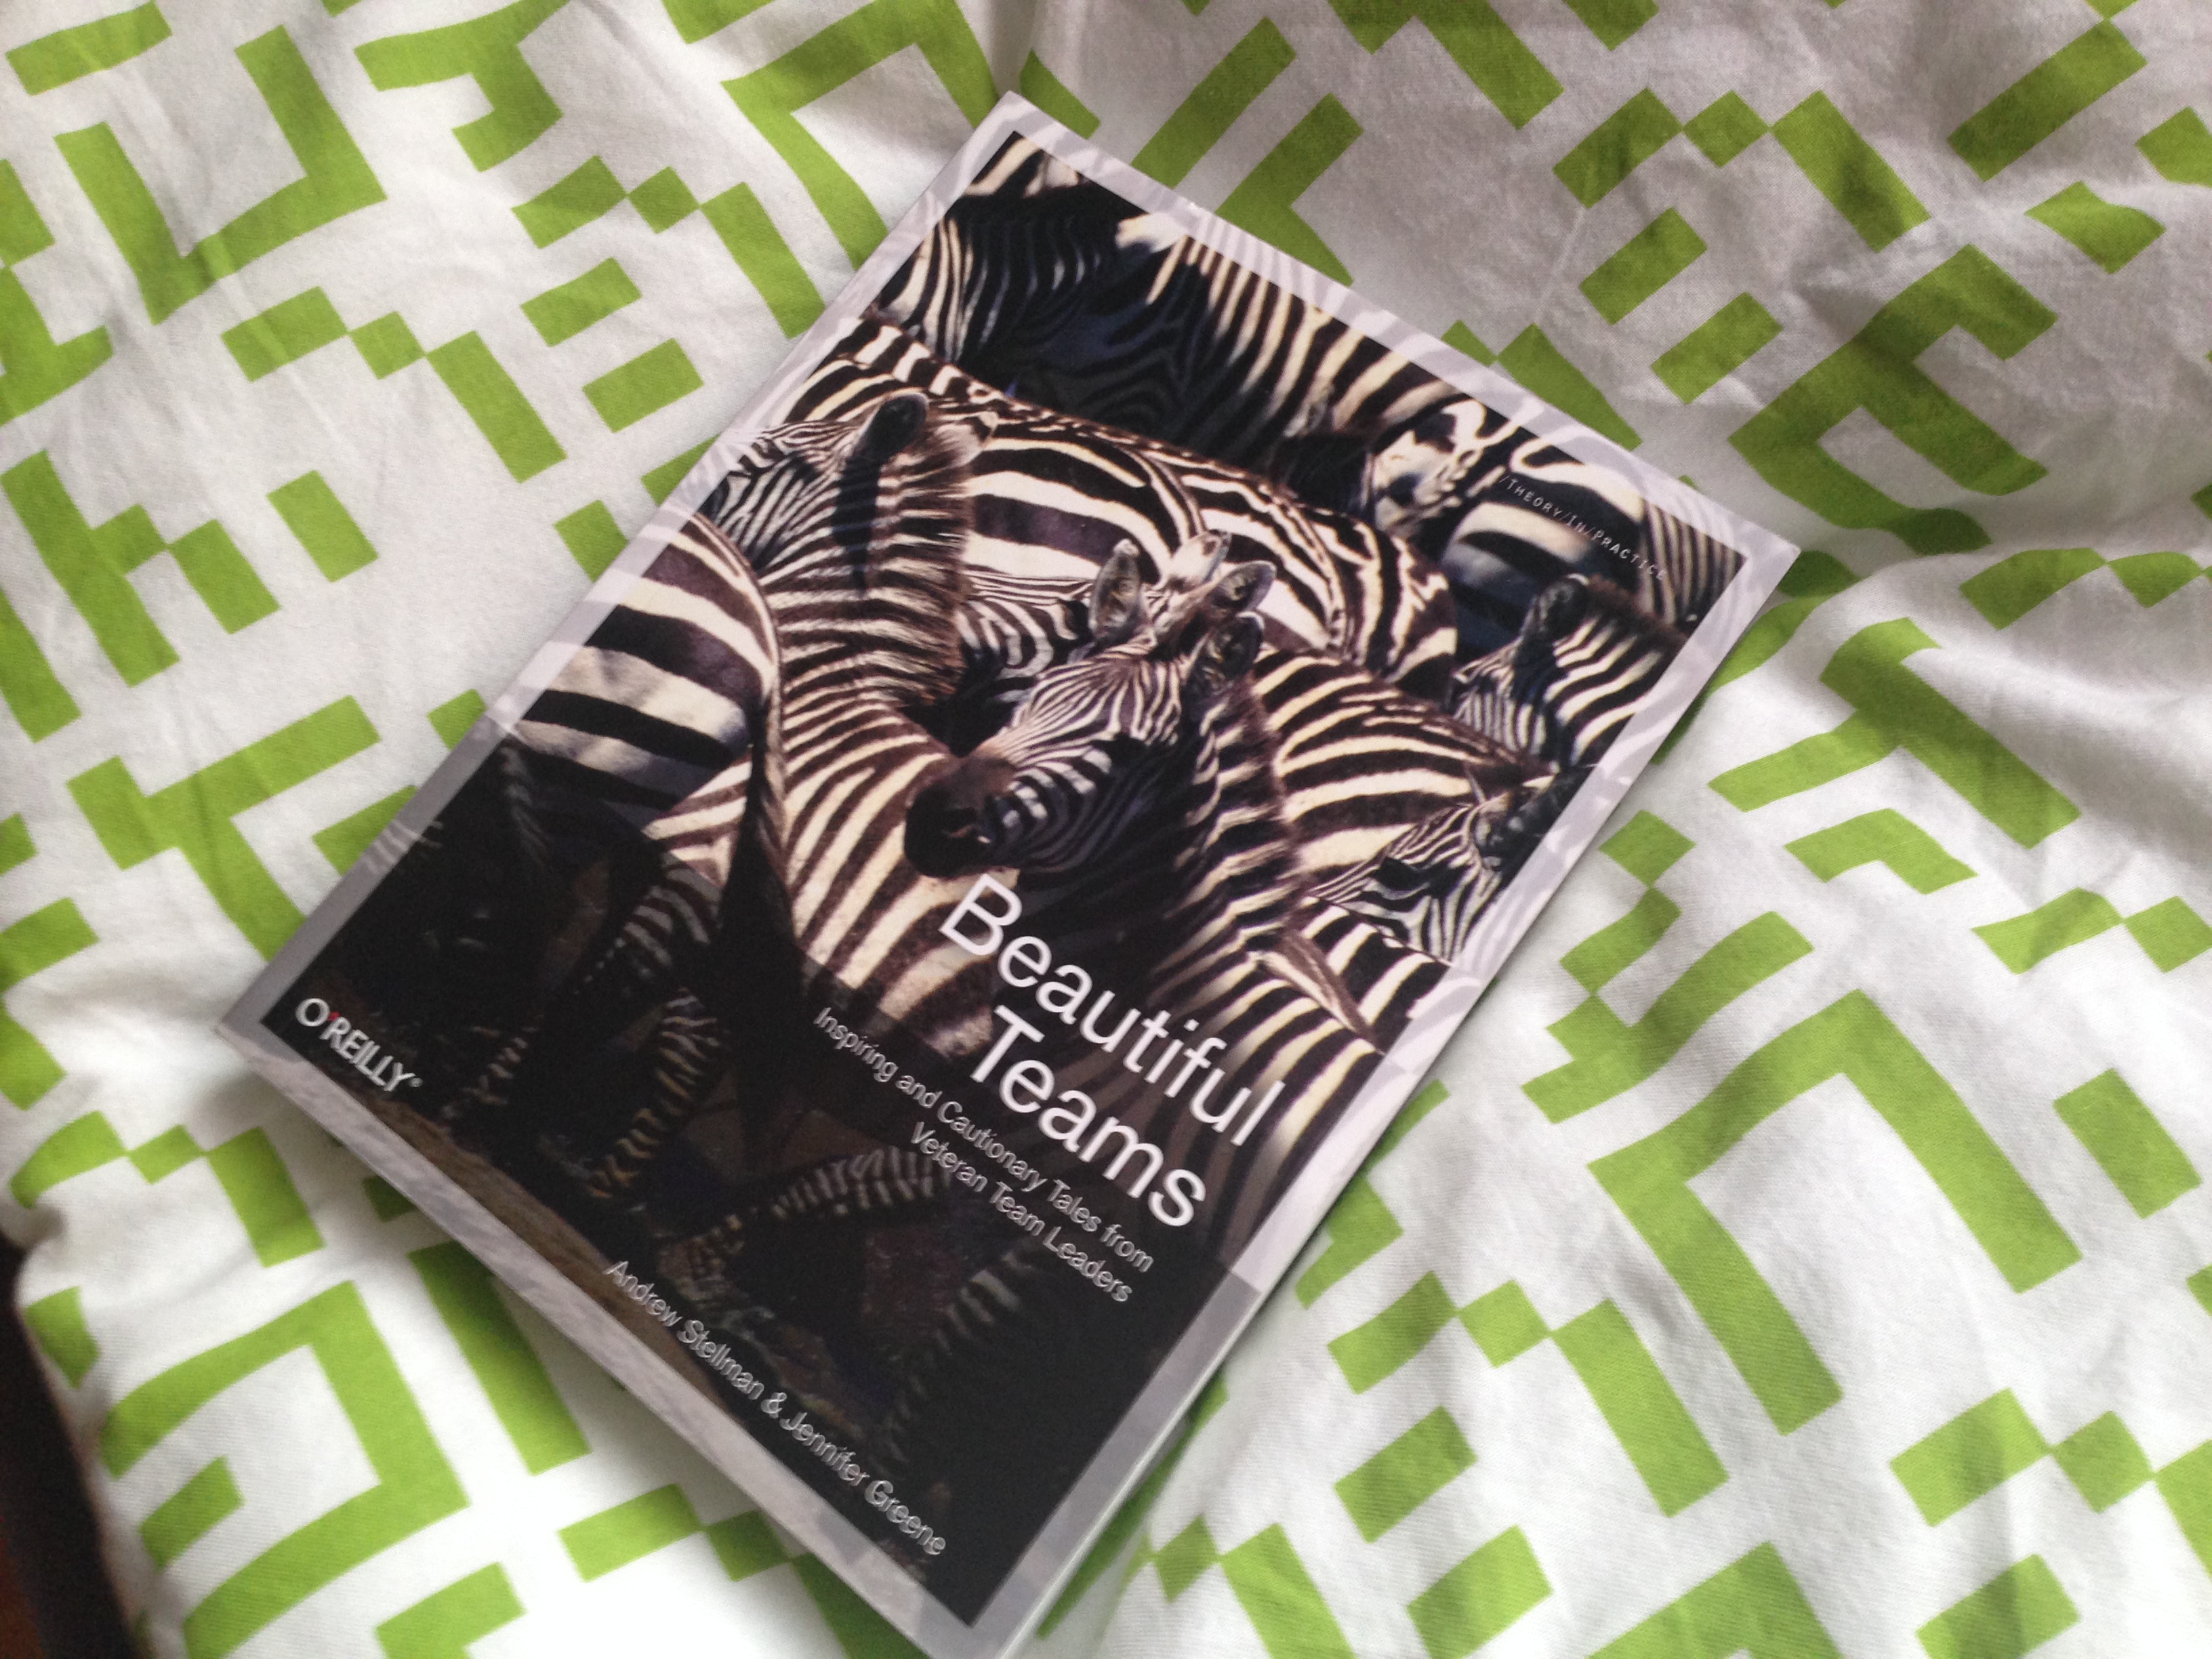 /THEORY/IN/PRACTICE
Beautiful
Teams
Inspiring and Cautionary Tales from
Veteran Team Leaders
O'REILLY®
Andrew Stellman & Jennifer Greene